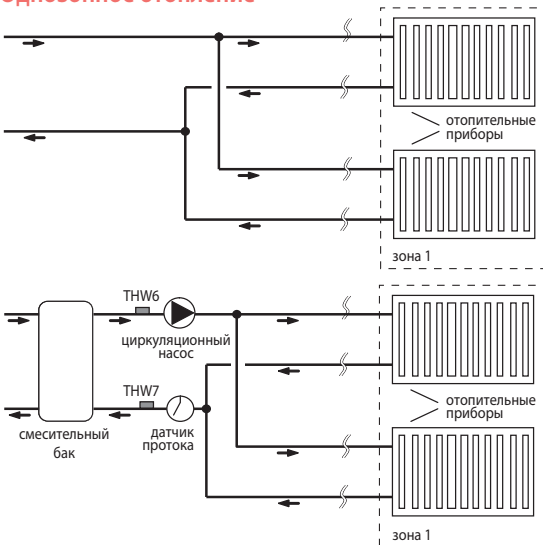 Однозонное отопление
отопительные
приборы
зона 1
THW6
циркуляционный
насос
THW7
отопительные
приборы
смесительный
бак
датчик
протока
зона 1